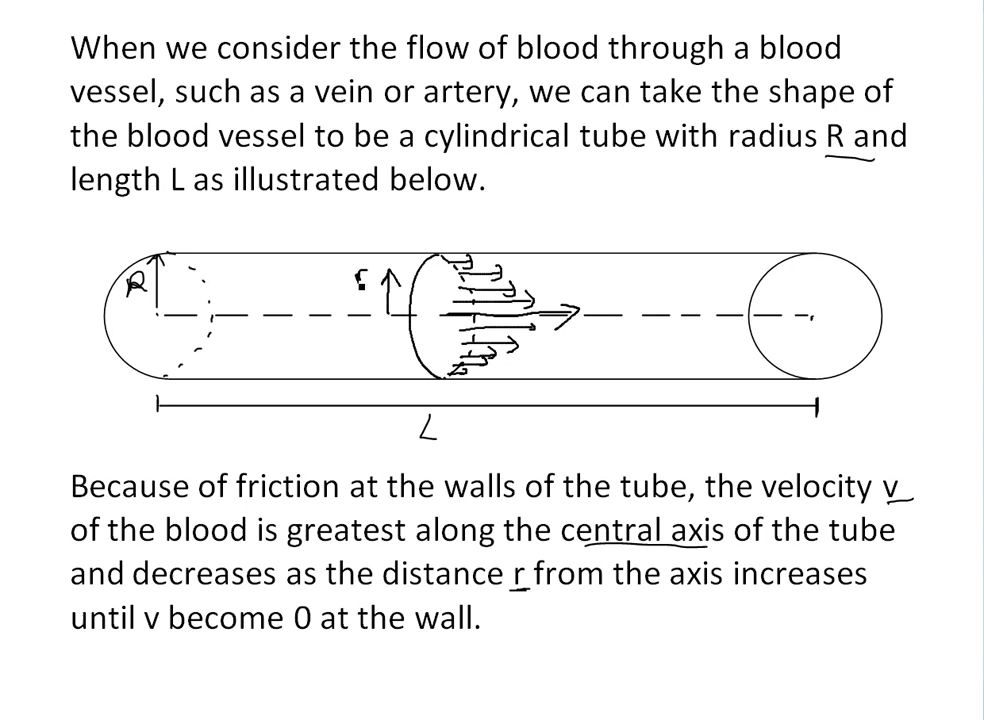 When we consider the flow of blood through a blood
vessel, such as a vein or artery, we can take the shape of
the blood vessel to be a cylindrical tube with radius R and
length L as illustrated below.
R
r
L
Because of friction at the walls of the tube, the velocity v
of the blood is greatest along the central axis of the tube
and decreases as the distance r from the axis increases
until v become 0 at the wall.